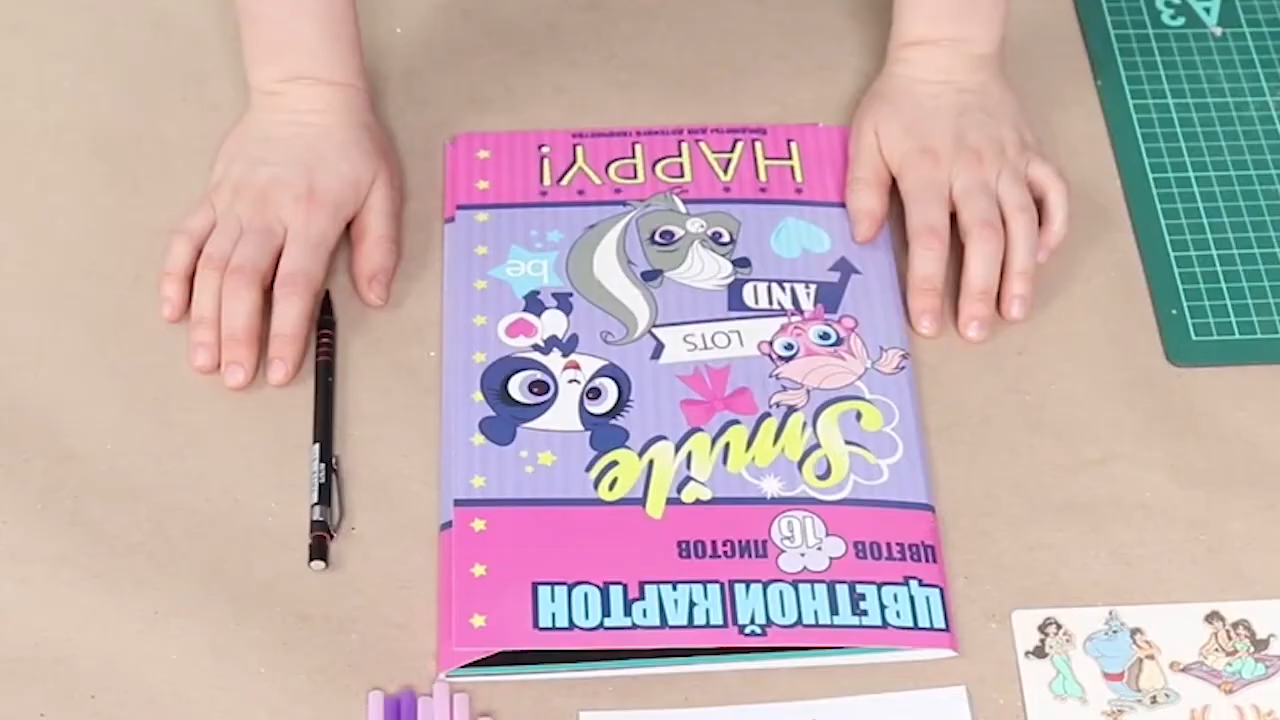 ЦВЕТНОЙ КАРТОН
ЦВЕТОВ 16 ЛИСТОВ
Smile
LOTS
AND
be
HAPPY!
A3